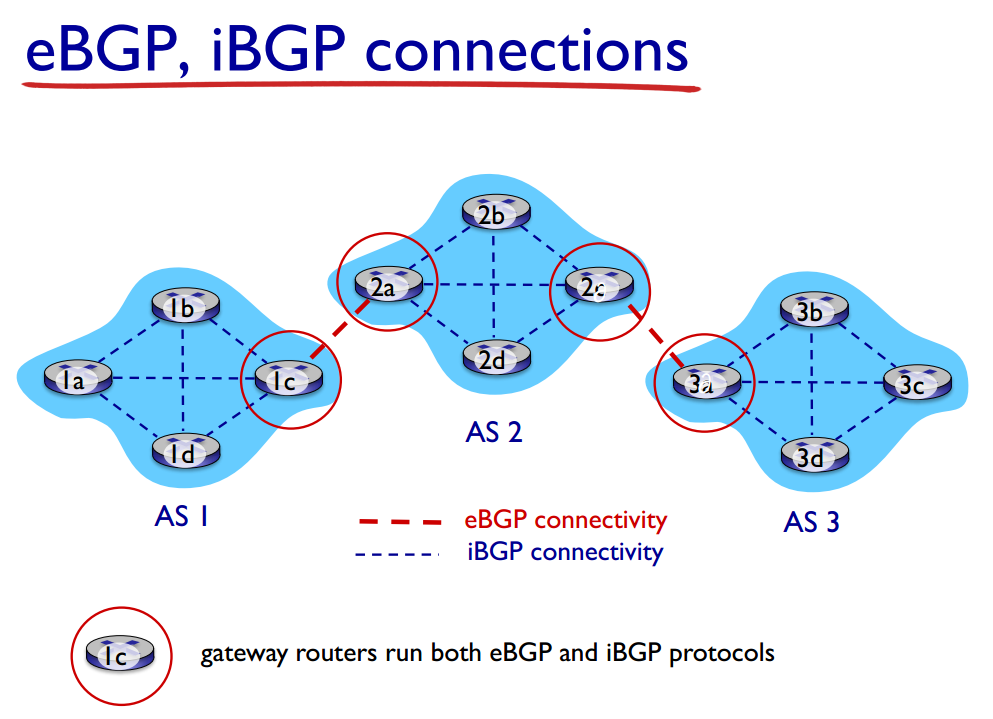 eBGP, iBGP connections
2b
2a
2c
1b
3b
1a
1c
2d
3a
3c
AS 2
1d
3d
AS 1
eBGP connectivity
AS 3
iBGP connectivity
1c
gateway routers run both eBGP and iBGP protocols